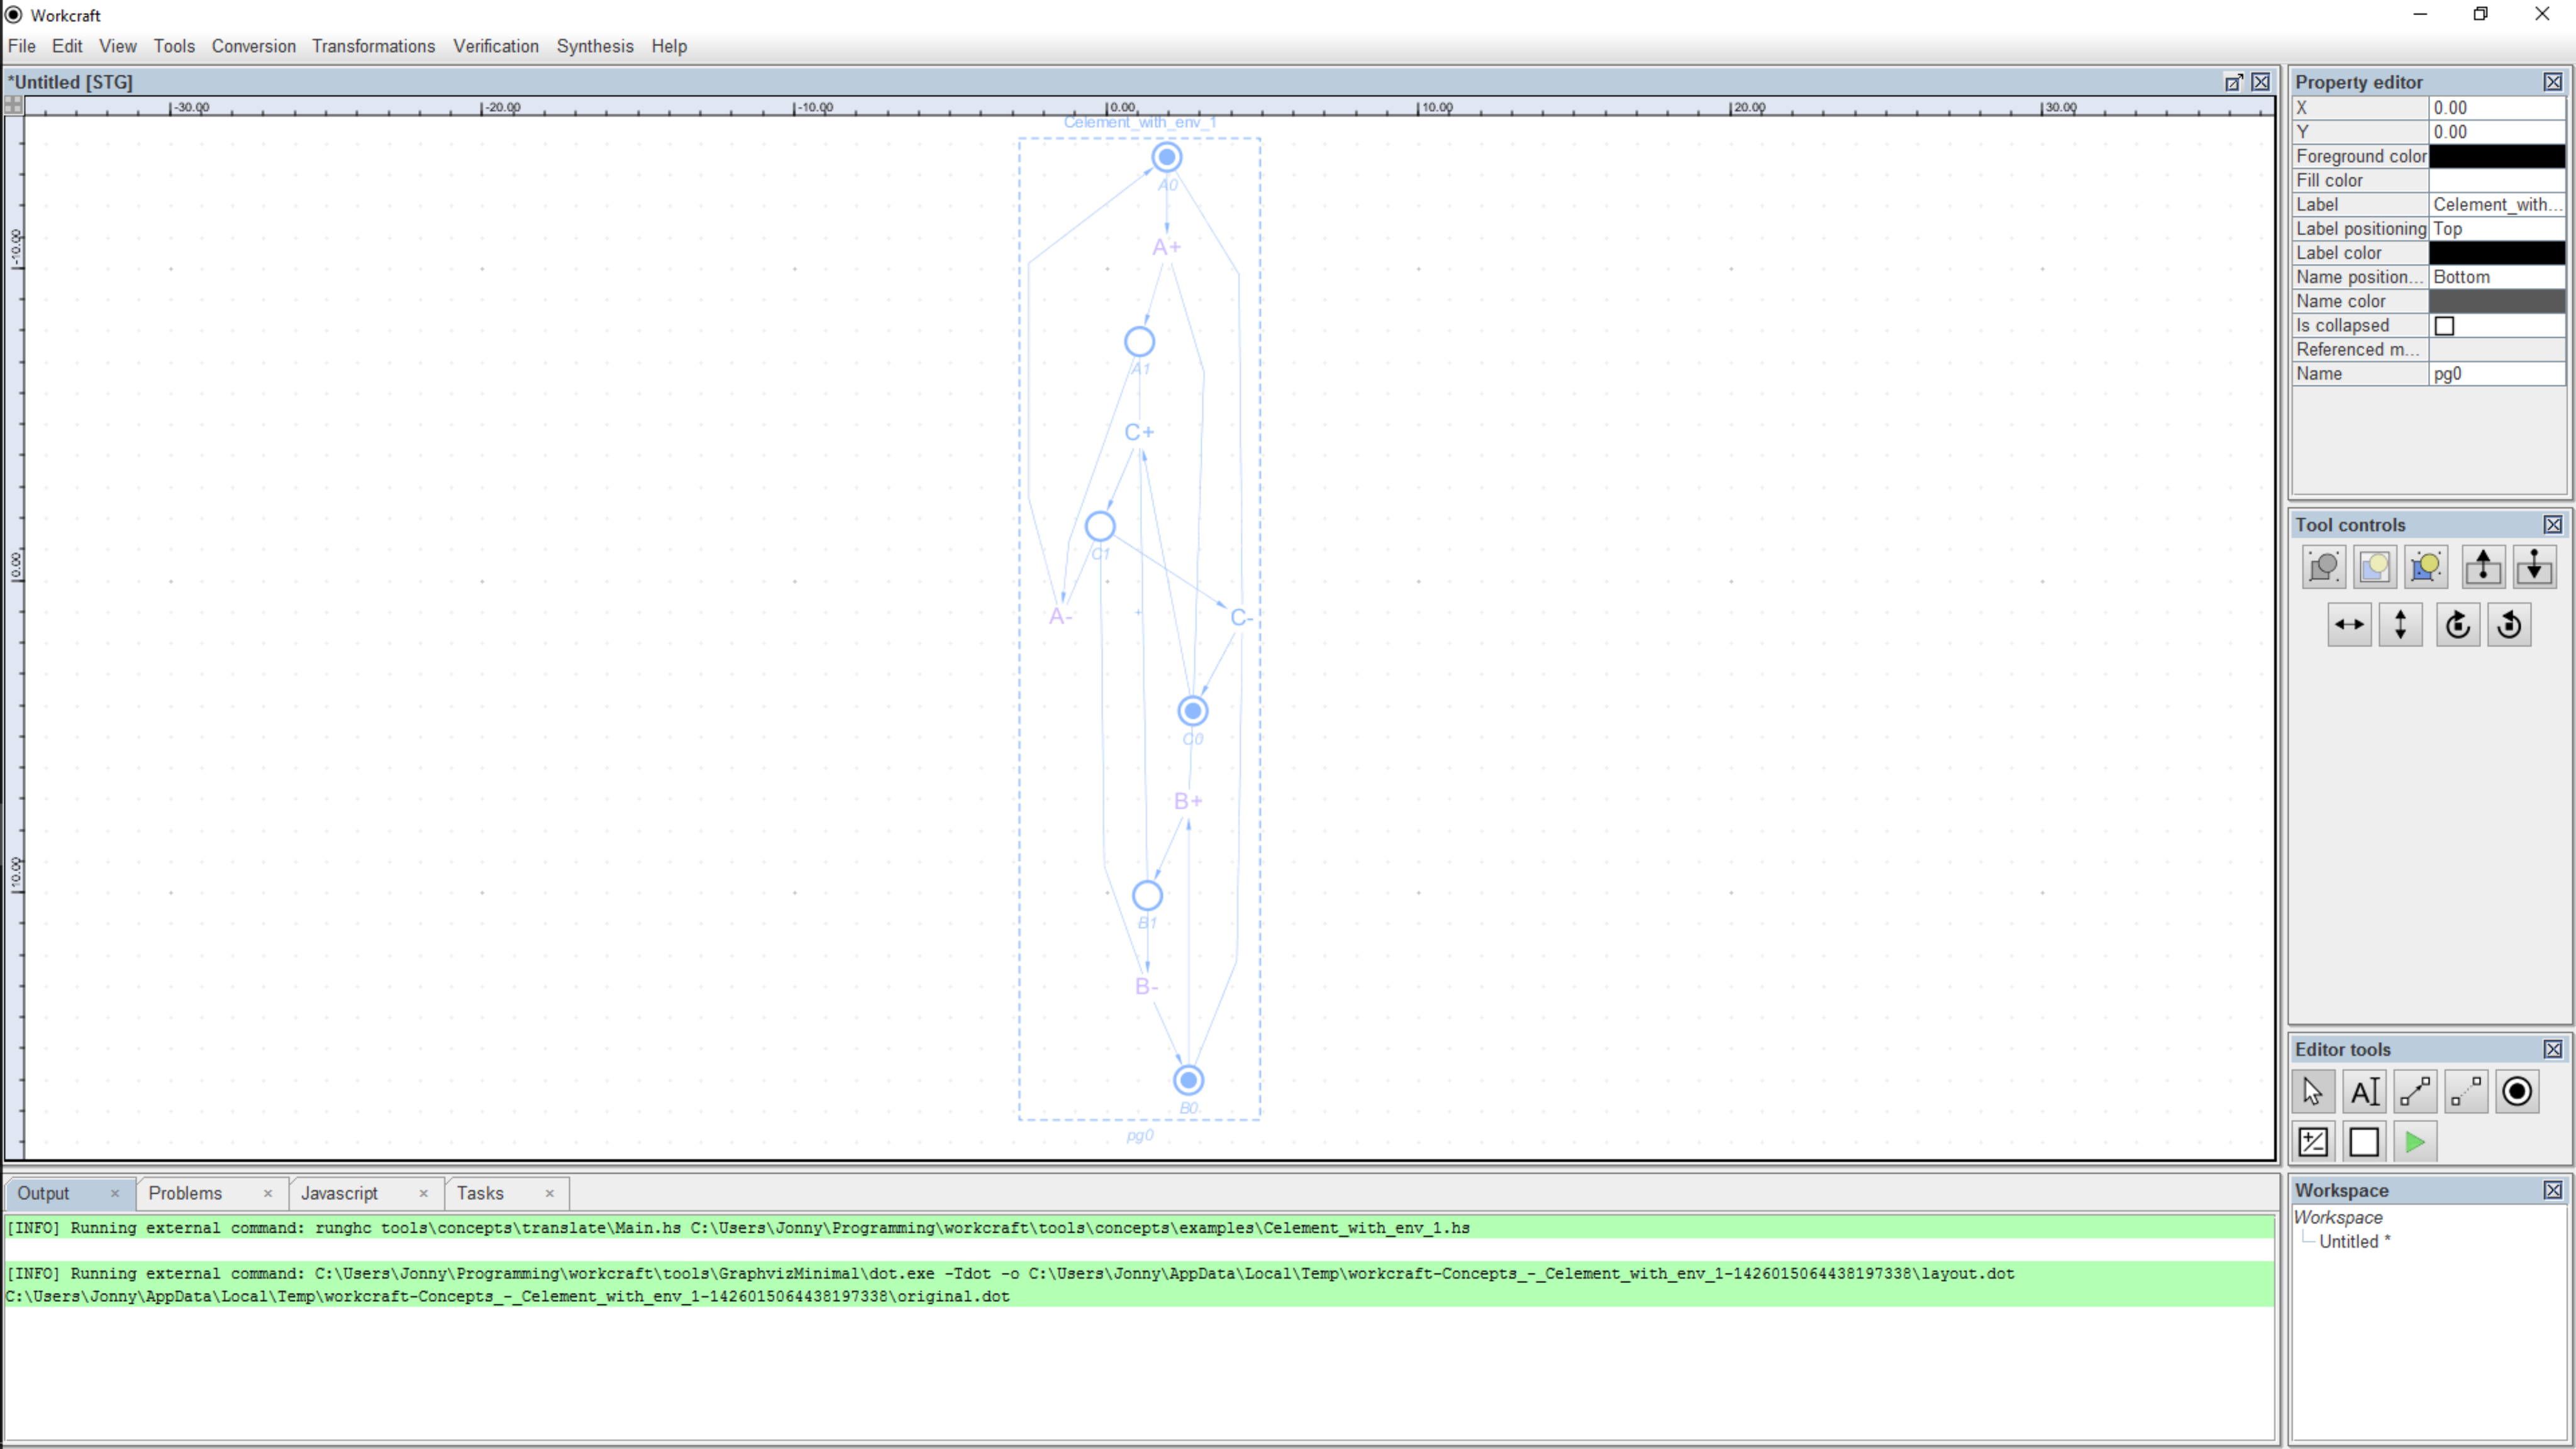 Workcraft
File Edit View Tools Conversion Transformations Verification Synthesis Help
*Untitled [STG]
-30.00 -20.00 -10.00 0.00 10.00 20.00 30.00
-10.00
0.00
10.00
Celement_with_env_1
A0
A+
A1
C+
C1
A-
C-
C0
B+
B1
B-
B0
pg0
Property editor
X 0.00
Y 0.00
Foreground color
Fill color
Label Celement_with...
Label positioning Top
Label color
Name position... Bottom
Name color
Is collapsed
Referenced m...
Name pg0
Tool controls
Editor tools
Output × Problems × Javascript × Tasks ×
[INFO] Running external command: runghc tools\concepts\translate\Main.hs C:\Users\Jonny\Programming\workcraft\tools\concepts\examples\Celement_with_env_1.hs
[INFO] Running external command: C:\Users\Jonny\Programming\workcraft\tools\GraphvizMinimal\dot.exe -Tdot -o C:\Users\Jonny\AppData\Local\Temp\workcraft-Concepts_-_Celement_with_env_1-1426015064438197338\layout.dot
C:\Users\Jonny\AppData\Local\Temp\workcraft-Concepts_-_Celement_with_env_1-1426015064438197338\original.dot
Workspace
Workspace
Untitled *